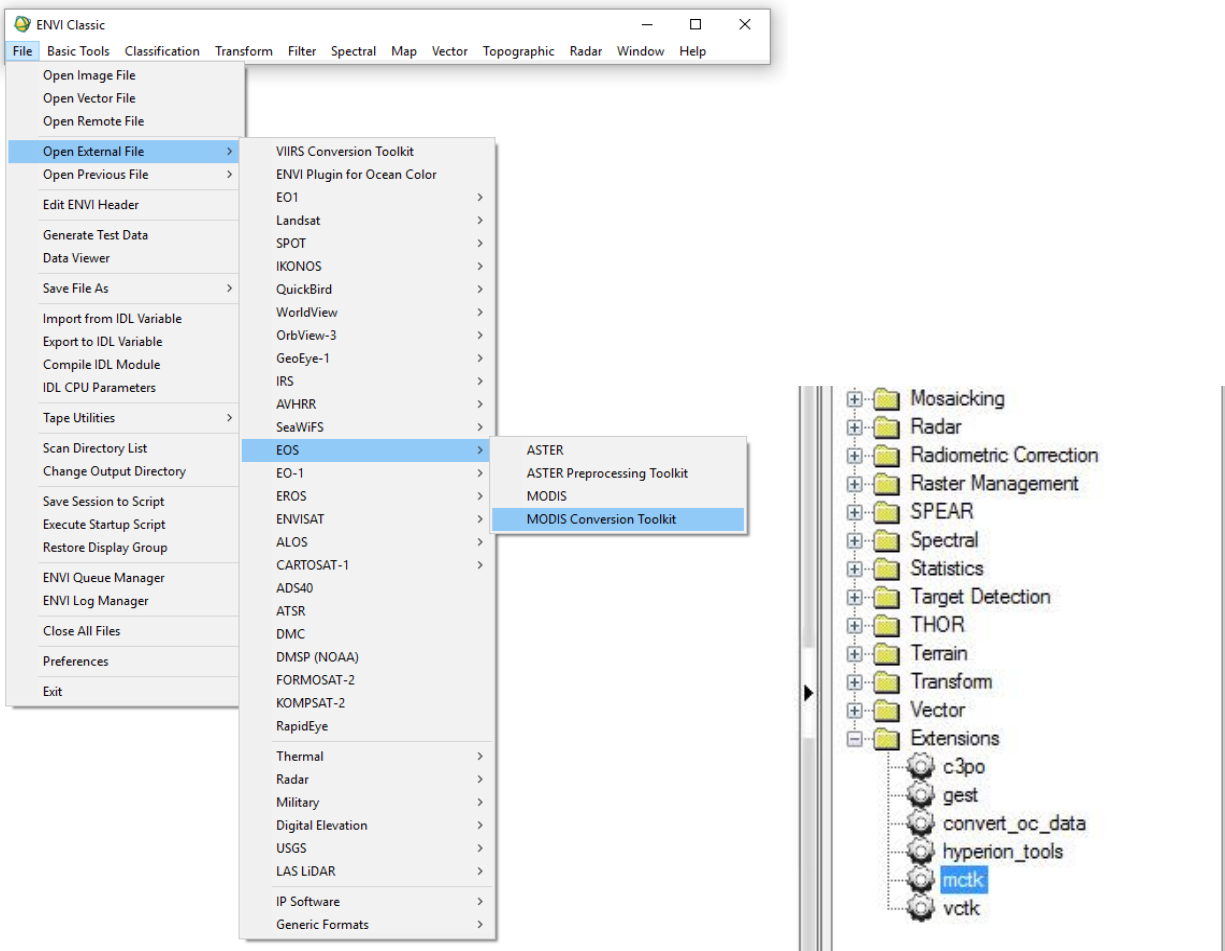 ENVI Classic
File Basic Tools Classification Transform Filter Spectral Map Vector Topographic Radar Window Help
Open Image File
Open Vector File
Open Remote File
Open External File
Open Previous File
Edit ENVI Header
Generate Test Data
Data Viewer
Save File As
Import from IDL Variable
Export to IDL Variable
Compile IDL Module
IDL CPU Parameters
Tape Utilities
Scan Directory List
Change Output Directory
Save Session to Script
Execute Startup Script
Restore Display Group
ENVI Queue Manager
ENVI Log Manager
Close All Files
Preferences
Exit
VIIRS Conversion Toolkit
ENVI Plugin for Ocean Color
EO1
Landsat
SPOT
IKONOS
QuickBird
WorldView
OrbView-3
GeoEye-1
IRS
AVHRR
SeaWiFS
EOS
EO-1
EROS
ENVISAT
ALOS
CARTOSAT-1
ADS40
ATSR
DMC
DMSP (NOAA)
FORMOSAT-2
KOMPSAT-2
RapidEye
Thermal
Radar
Military
Digital Elevation
USGS
LAS LiDAR
IP Software
Generic Formats
ASTER
ASTER Preprocessing Toolkit
MODIS
MODIS Conversion Toolkit
Mosaicking
Radar
Radiometric Correction
Raster Management
SPEAR
Spectral
Statistics
Target Detection
THOR
Terrain
Transform
Vector
Extensions
c3po
gest
convert_oc_data
hyperion_tools
mctk
vctk